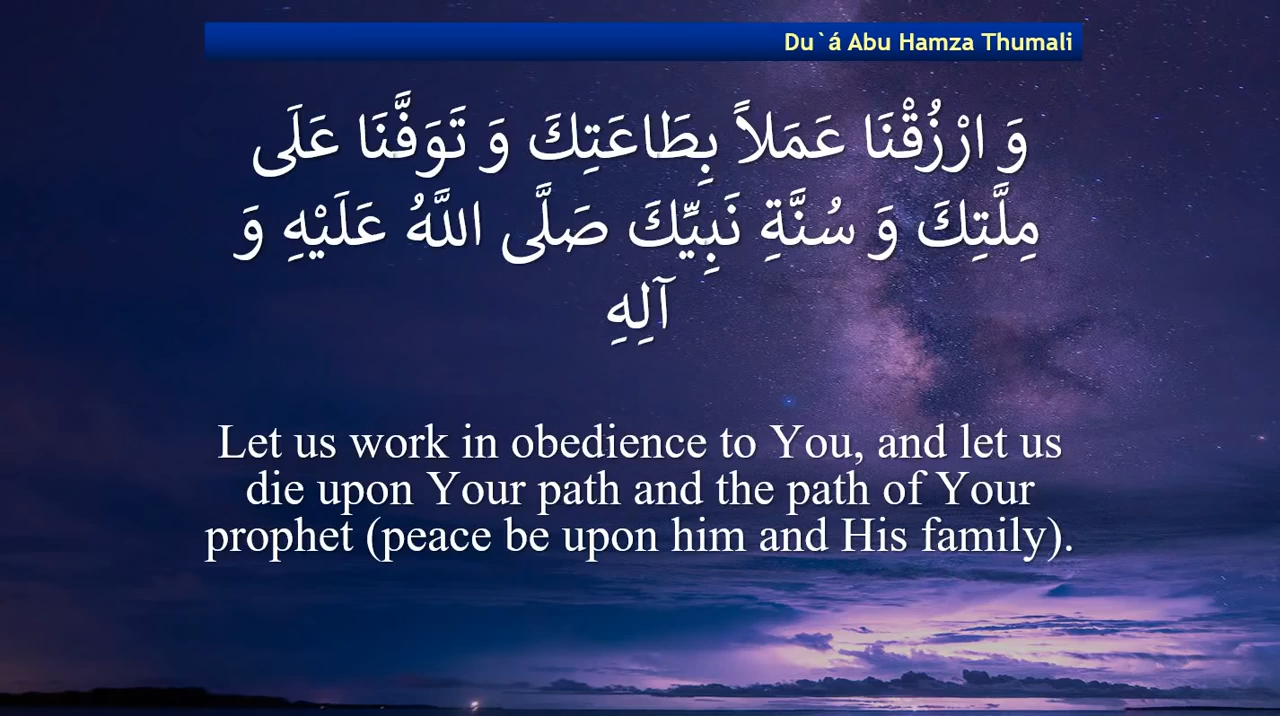 Du`á Abu Hamza Thumali
وَ ارْزُقْنَا عَمَلاً بِطَاعَتِكَ وَ تَوَفَّنَا عَلَى
مِلَّتِكَ وَ سُنَّةِ نَبِيِّكَ صَلَّى اللَّهُ عَلَيْهِ وَ
آلِهِ
Let us work in obedience to You, and let us
die upon Your path and the path of Your
prophet (peace be upon him and His family).